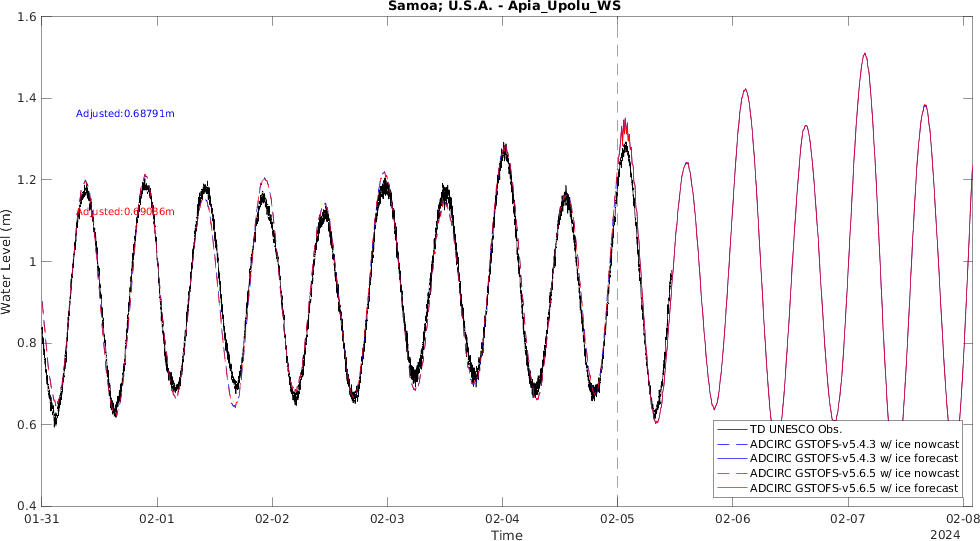 Samoa; U.S.A. - Apia_Upolu_WS
1.6
1.4
1.2
1
0.8
0.6
0.4
Water Level (m)
Adjusted:0.68791m
Adjusted:0.69036m
TD UNESCO Obs.
ADCIRC GSTOFS-v5.4.3 w/ ice nowcast
ADCIRC GSTOFS-v5.4.3 w/ ice forecast
ADCIRC GSTOFS-v5.6.5 w/ ice nowcast
ADCIRC GSTOFS-v5.6.5 w/ ice forecast
01-31 02-01 02-02 02-03 02-04 02-05 02-06 02-07 02-08
Time
2024